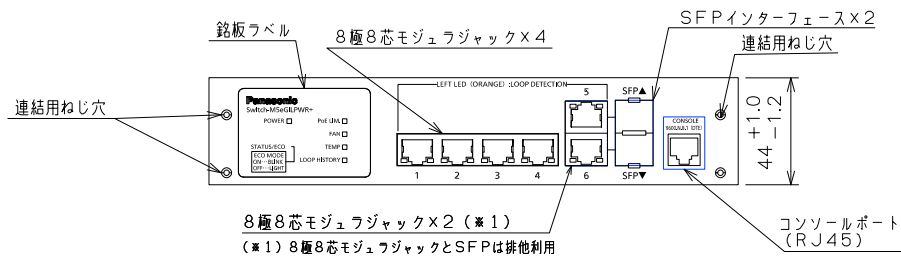 銘板ラベル
8極8芯モジュラジャック×4
SFPインターフェース×2
連結用ねじ穴
連結用ねじ穴
Panasonic
Switch-M5eGILPWR+
POWER
PoE LIM.
FAN
STATUS/ECO
TEMP
ECO MODE
ON…BLINK
OFF…LIGHT
LOOP HISTORY
LEFT LED (ORANGE) :LOOP DETECTION
5
SFP▲
1
2
3
4
6
SFP▼
CONSOLE
9600,N,8,1 (DTE)
44 +1.0 -1.2
8極8芯モジュラジャック×2 (※1)
(※1) 8極8芯モジュラジャックとSFPは排他利用
コンソールポート
(RJ45)